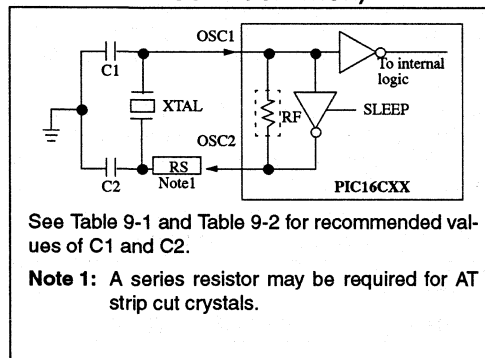 OSC1
To internal
logic
C1
XTAL
RF
SLEEP
OSC2
RS
C2
Note1
PIC16CXX
See Table 9-1 and Table 9-2 for recommended val-
ues of C1 and C2.
Note 1: A series resistor may be required for AT
strip cut crystals.